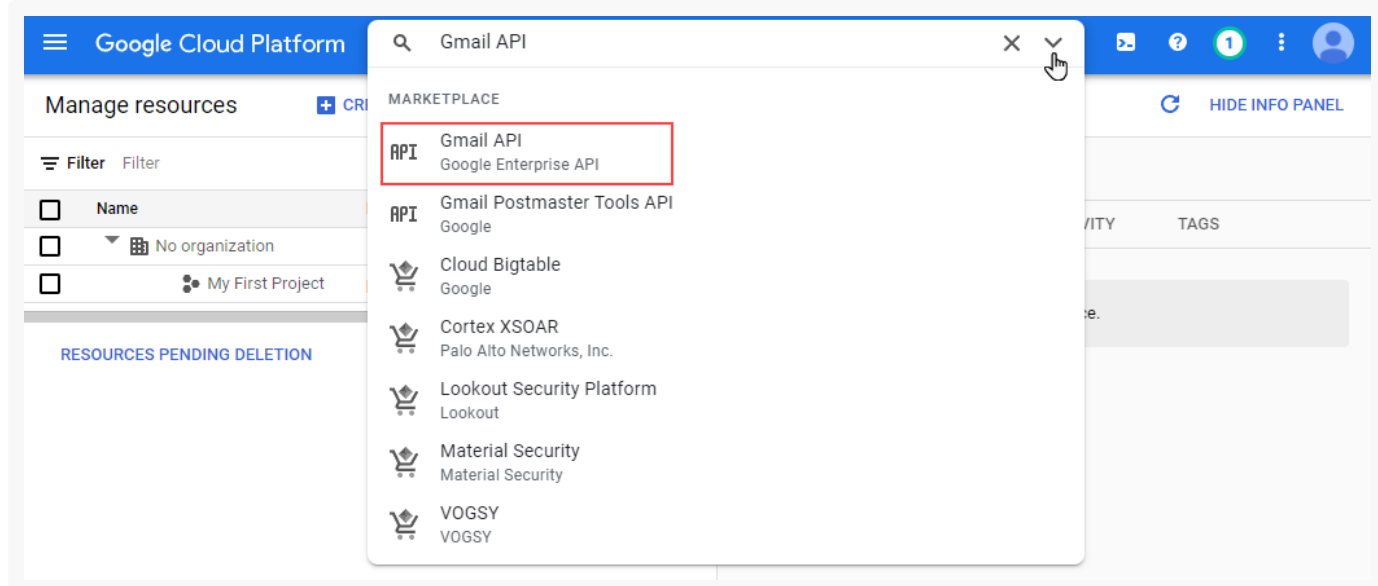 Google Cloud Platform
Gmail API
1
Manage resources
CRE
HIDE INFO PANEL
MARKETPLACE
Gmail API
Google Enterprise API
Filter Filter
Gmail Postmaster Tools API
Google
Name
VITY
TAGS
No organization
Cloud Bigtable
Google
My First Project
ce.
Cortex XSOAR
Palo Alto Networks, Inc.
RESOURCES PENDING DELETION
Lookout Security Platform
Lookout
Material Security
Material Security
VOGSY
VOGSY
API
API